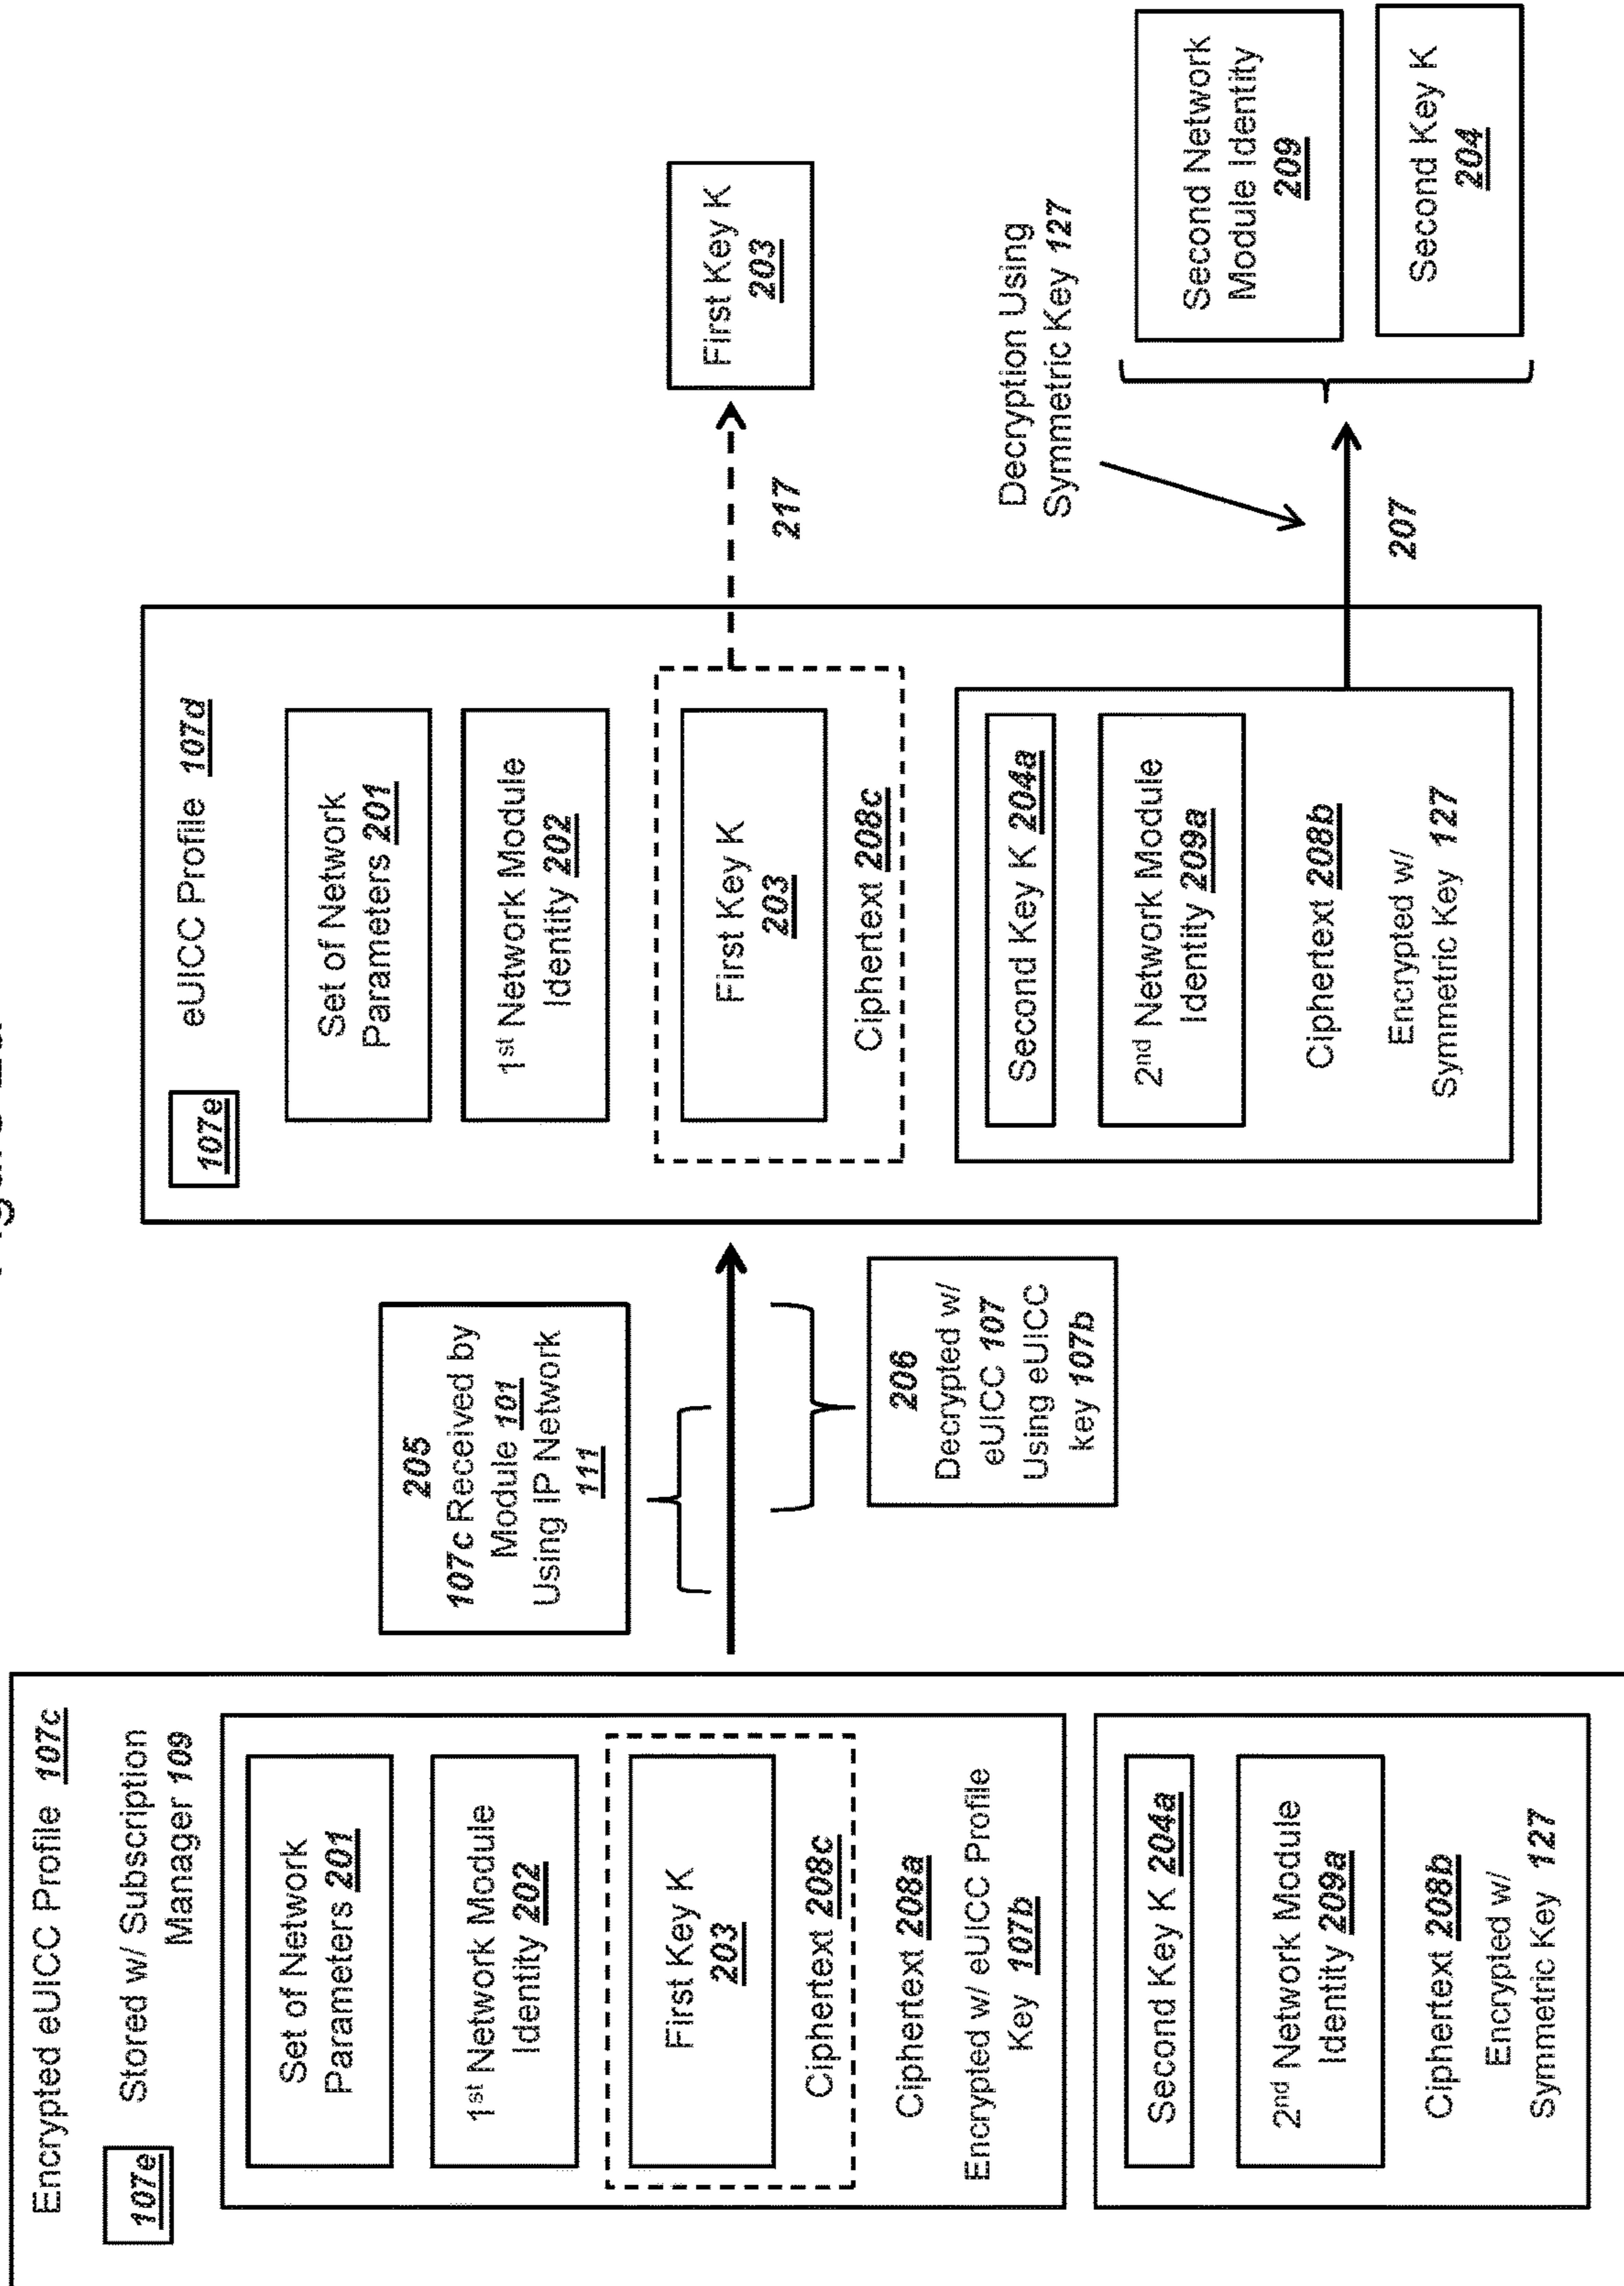 Encrypted eUICC Profile 107c
107e
Stored w/ Subscription
Manager 109
Set of Network
Parameters 201
1st Network Module
Identity 202
First Key K
203
Ciphertext 208c
Ciphertext 208a
Encrypted w/ eUICC Profile
Key 107b
Second Key K 204a
2nd Network Module
Identity 209a
Ciphertext 208b
Encrypted w/
Symmetric Key 127
205
107c Received by
Module 101
Using IP Network
111
206
Decrypted w/
eUICC 107
Using eUICC
key 107b
107e
eUICC Profile 107d
Set of Network
Parameters 201
1st Network Module
Identity 202
First Key K
203
Ciphertext 208c
Second Key K 204a
2nd Network Module
Identity 209a
Ciphertext 208b
Encrypted w/
Symmetric Key 127
217
First Key K
203
Decryption Using
Symmetric Key 127
207
Second Network
Module Identity
209
Second Key K
204